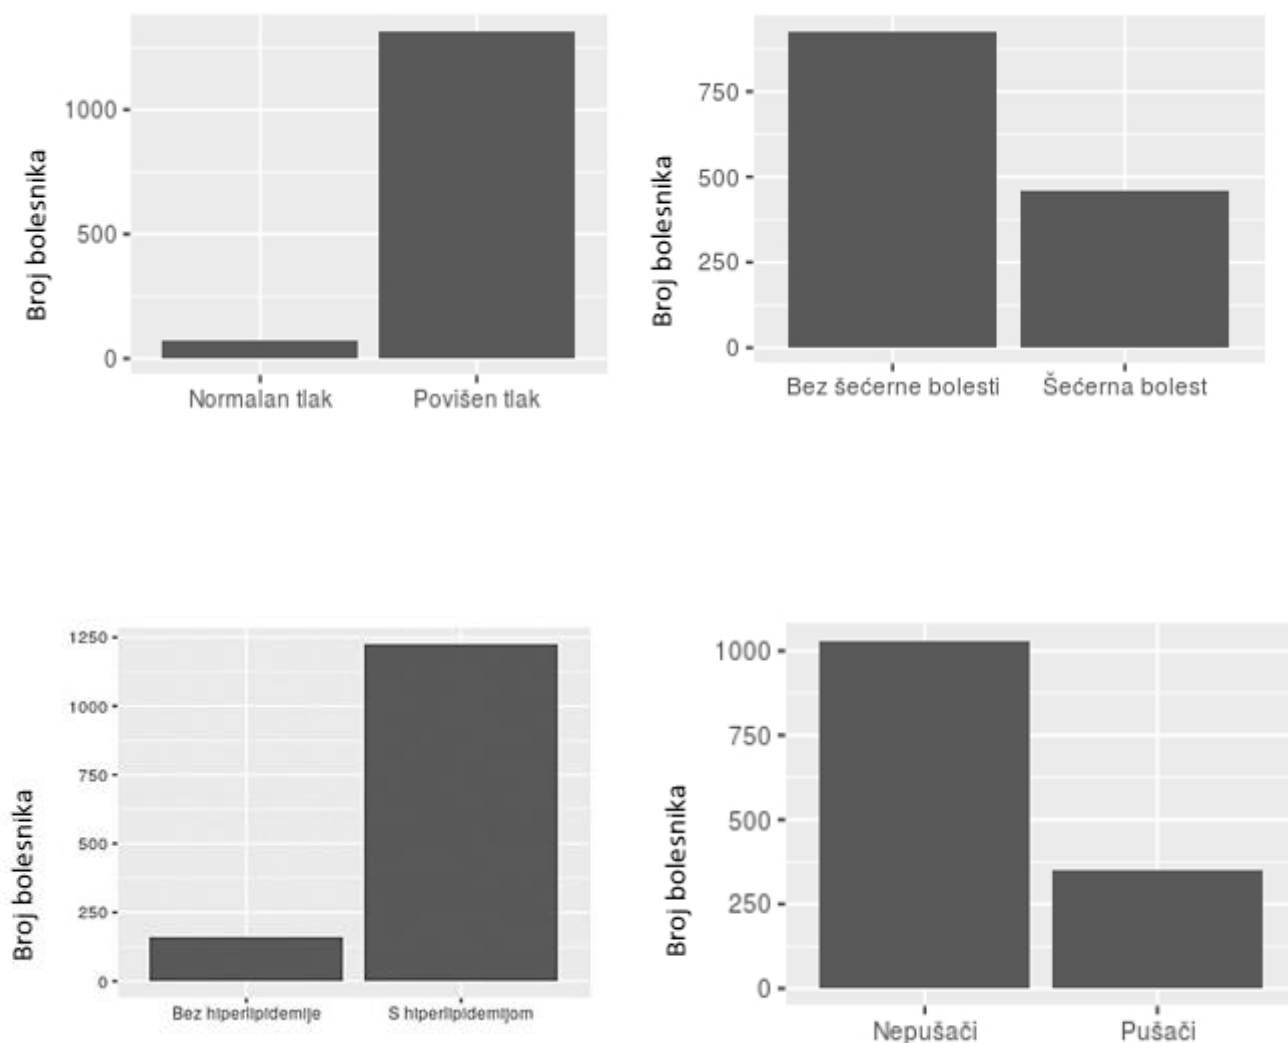 1000
500
0
Broj bolesnika
Normalan tlak
Povišen tlak
750
500
250
0
Broj bolesnika
Bez šećerne bolesti
Šećerna bolest
1250
1000
750
500
250
0
Broj bolesnika
Bez hiperlipidemije
S hiperlipidemijom
1000
750
500
250
0
Broj bolesnika
Nepušači
Pušači